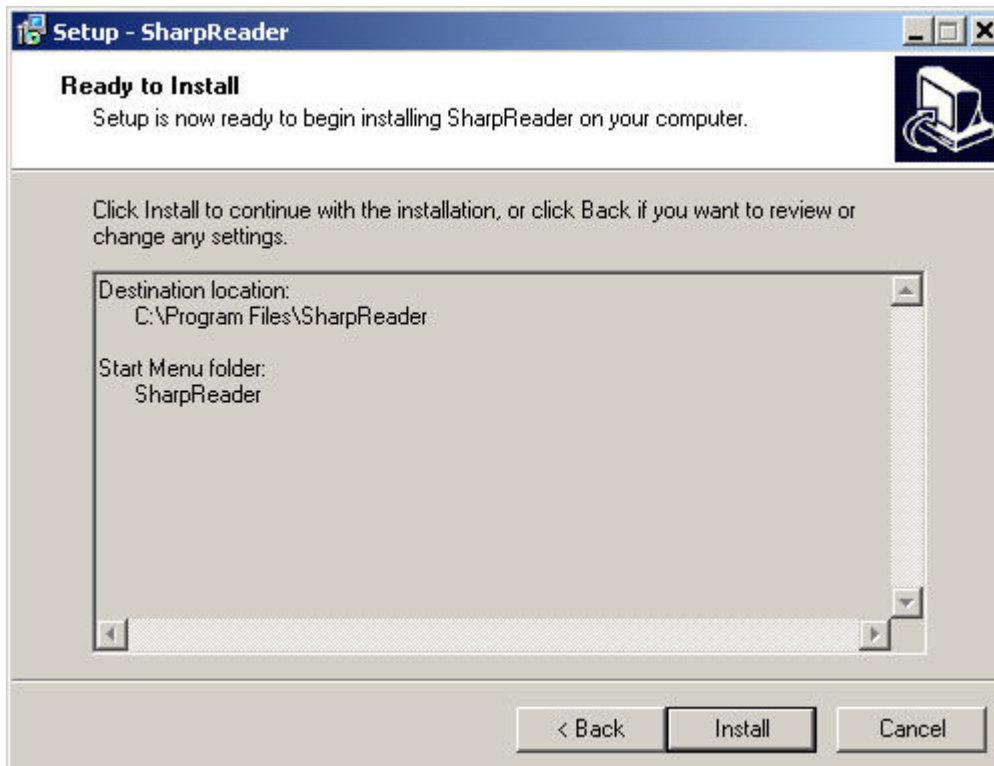 Setup - SharpReader
Ready to Install
Setup is now ready to begin installing SharpReader on your computer.
Click Install to continue with the installation, or click Back if you want to review or
change any settings.
Destination location:
C:\Program Files\SharpReader
Start Menu folder:
SharpReader
< Back Install Cancel